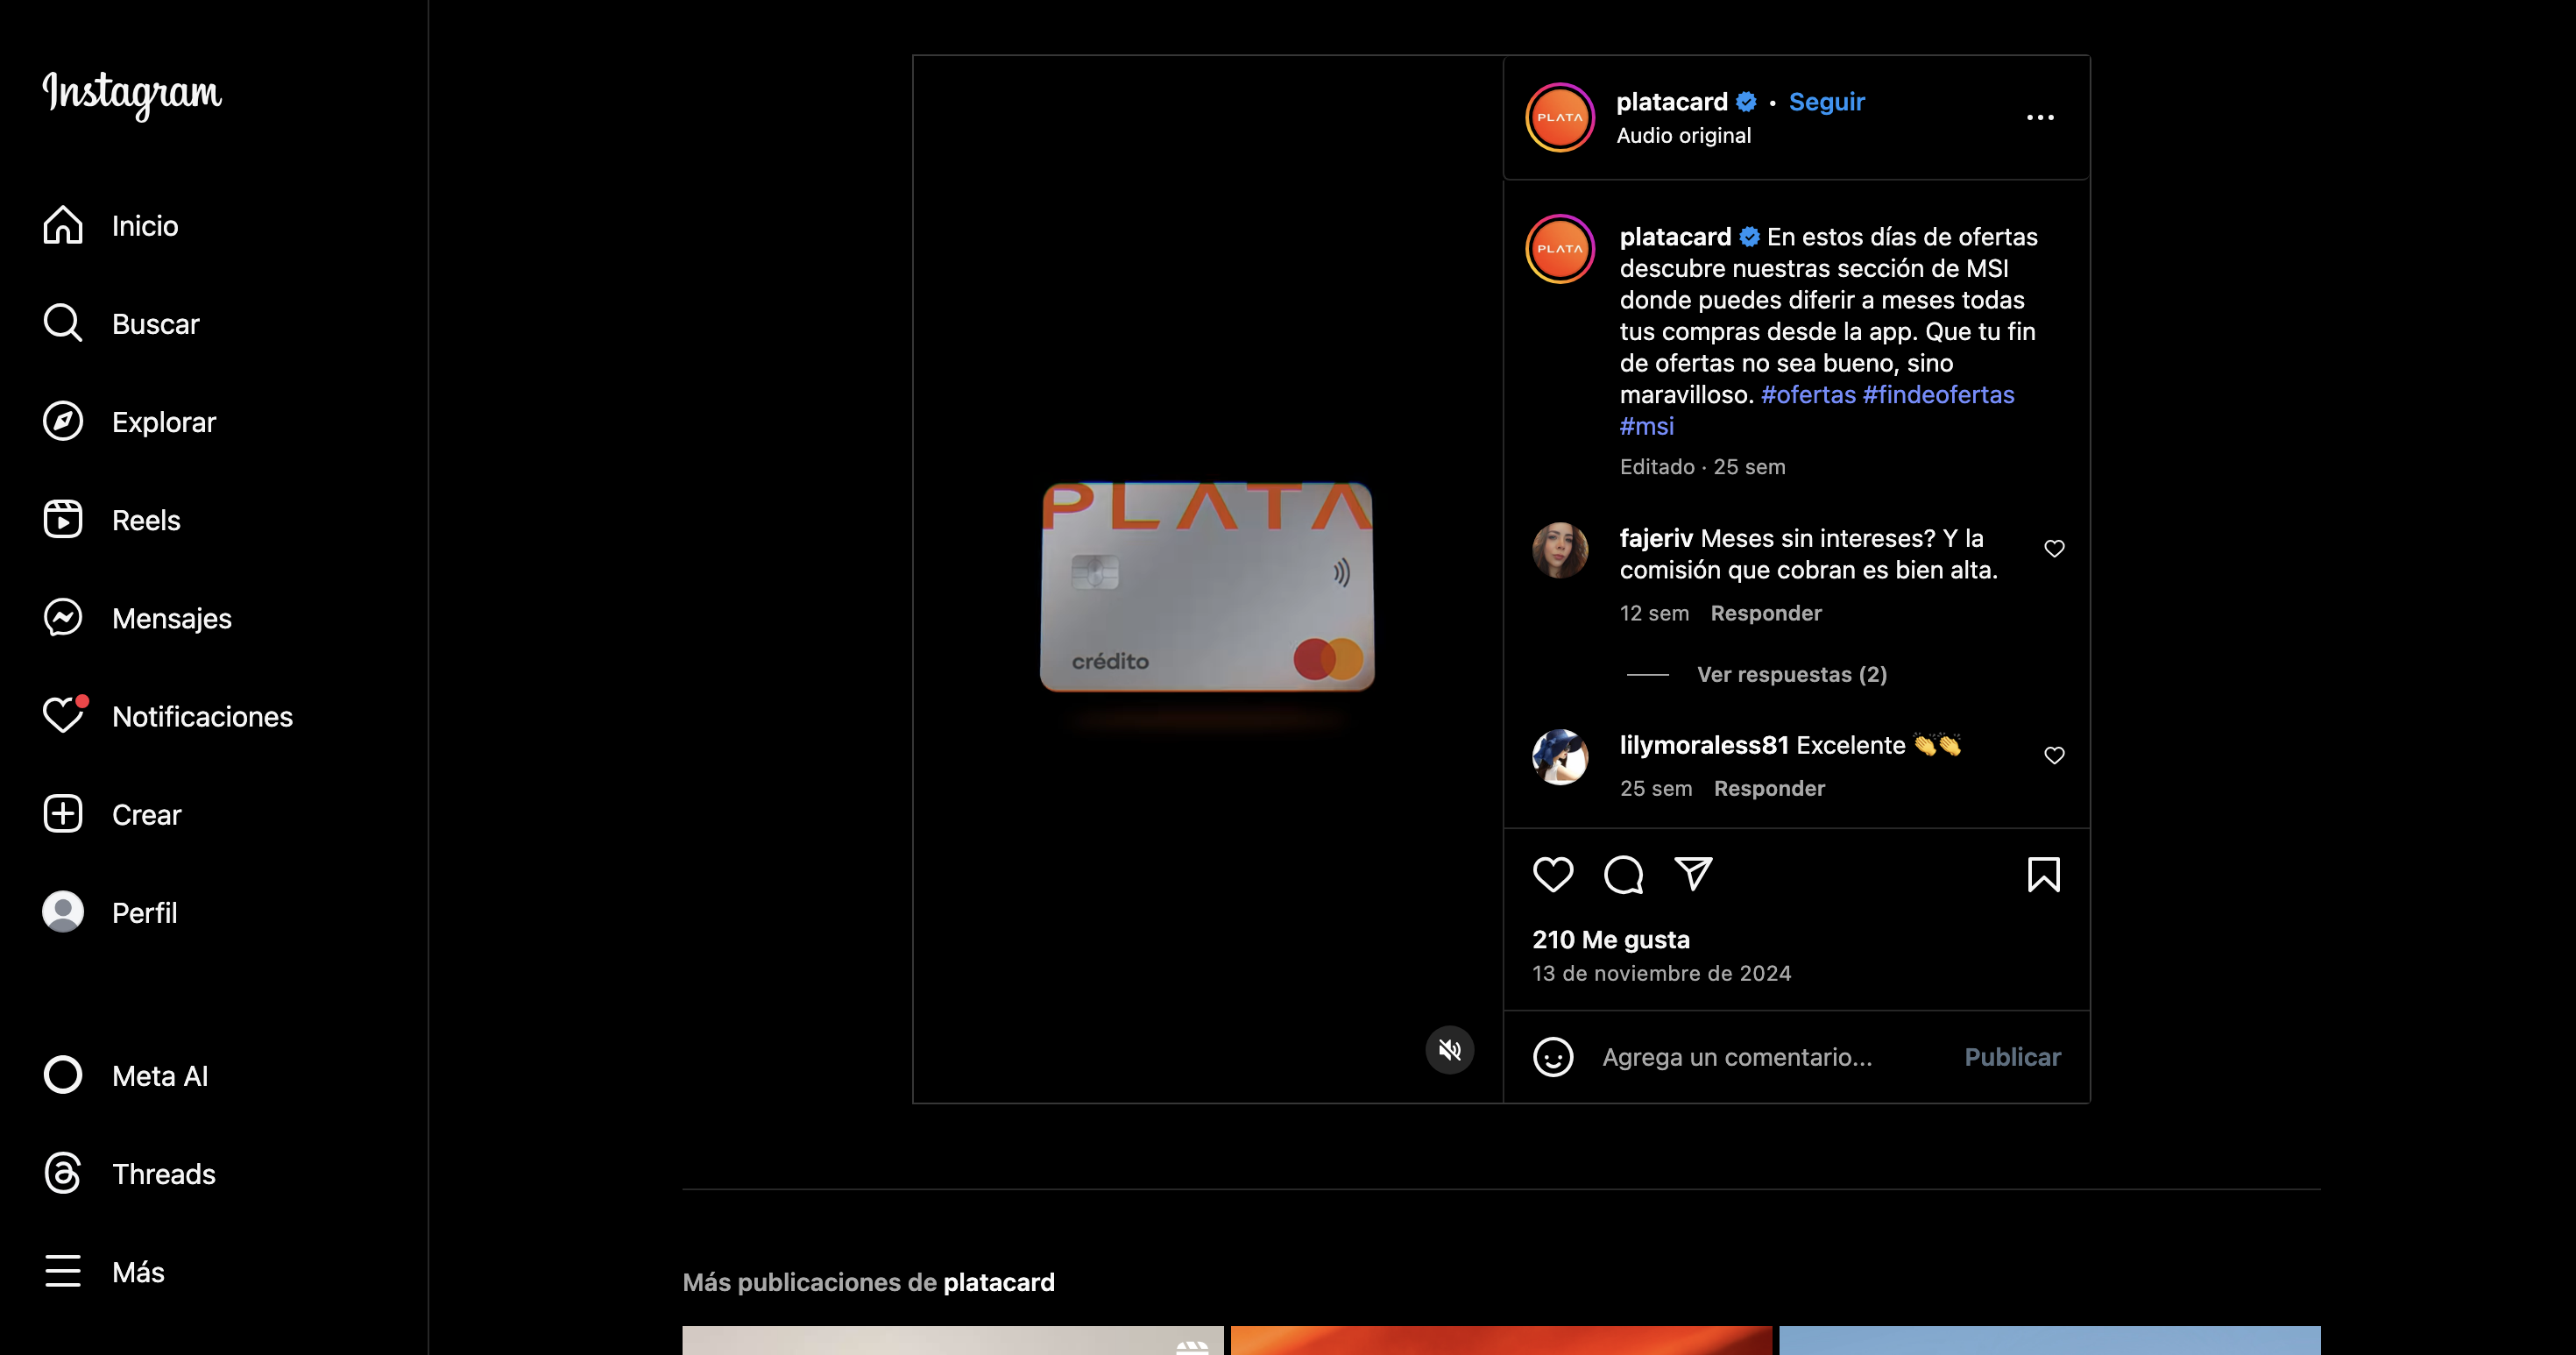 Instagram
Inicio
Buscar
Explorar
Reels
Mensajes
Notificaciones
Crear
Perfil
Meta AI
Threads
Más
PLATA
crédito
PLATA
platacard • Seguir
Audio original
PLATA
platacard En estos días de ofertas
descubre nuestras sección de MSI
donde puedes diferir a meses todas
tus compras desde la app. Que tu fin
de ofertas no sea bueno, sino
maravilloso. #ofertas #findeofertas
#msi
Editado · 25 sem
fajeriv Meses sin intereses? Y la
comisión que cobran es bien alta.
12 sem Responder
Ver respuestas (2)
lilymoraless81 Excelente 👏👏
25 sem Responder
210 Me gusta
13 de noviembre de 2024
Agrega un comentario... Publicar
Más publicaciones de platacard